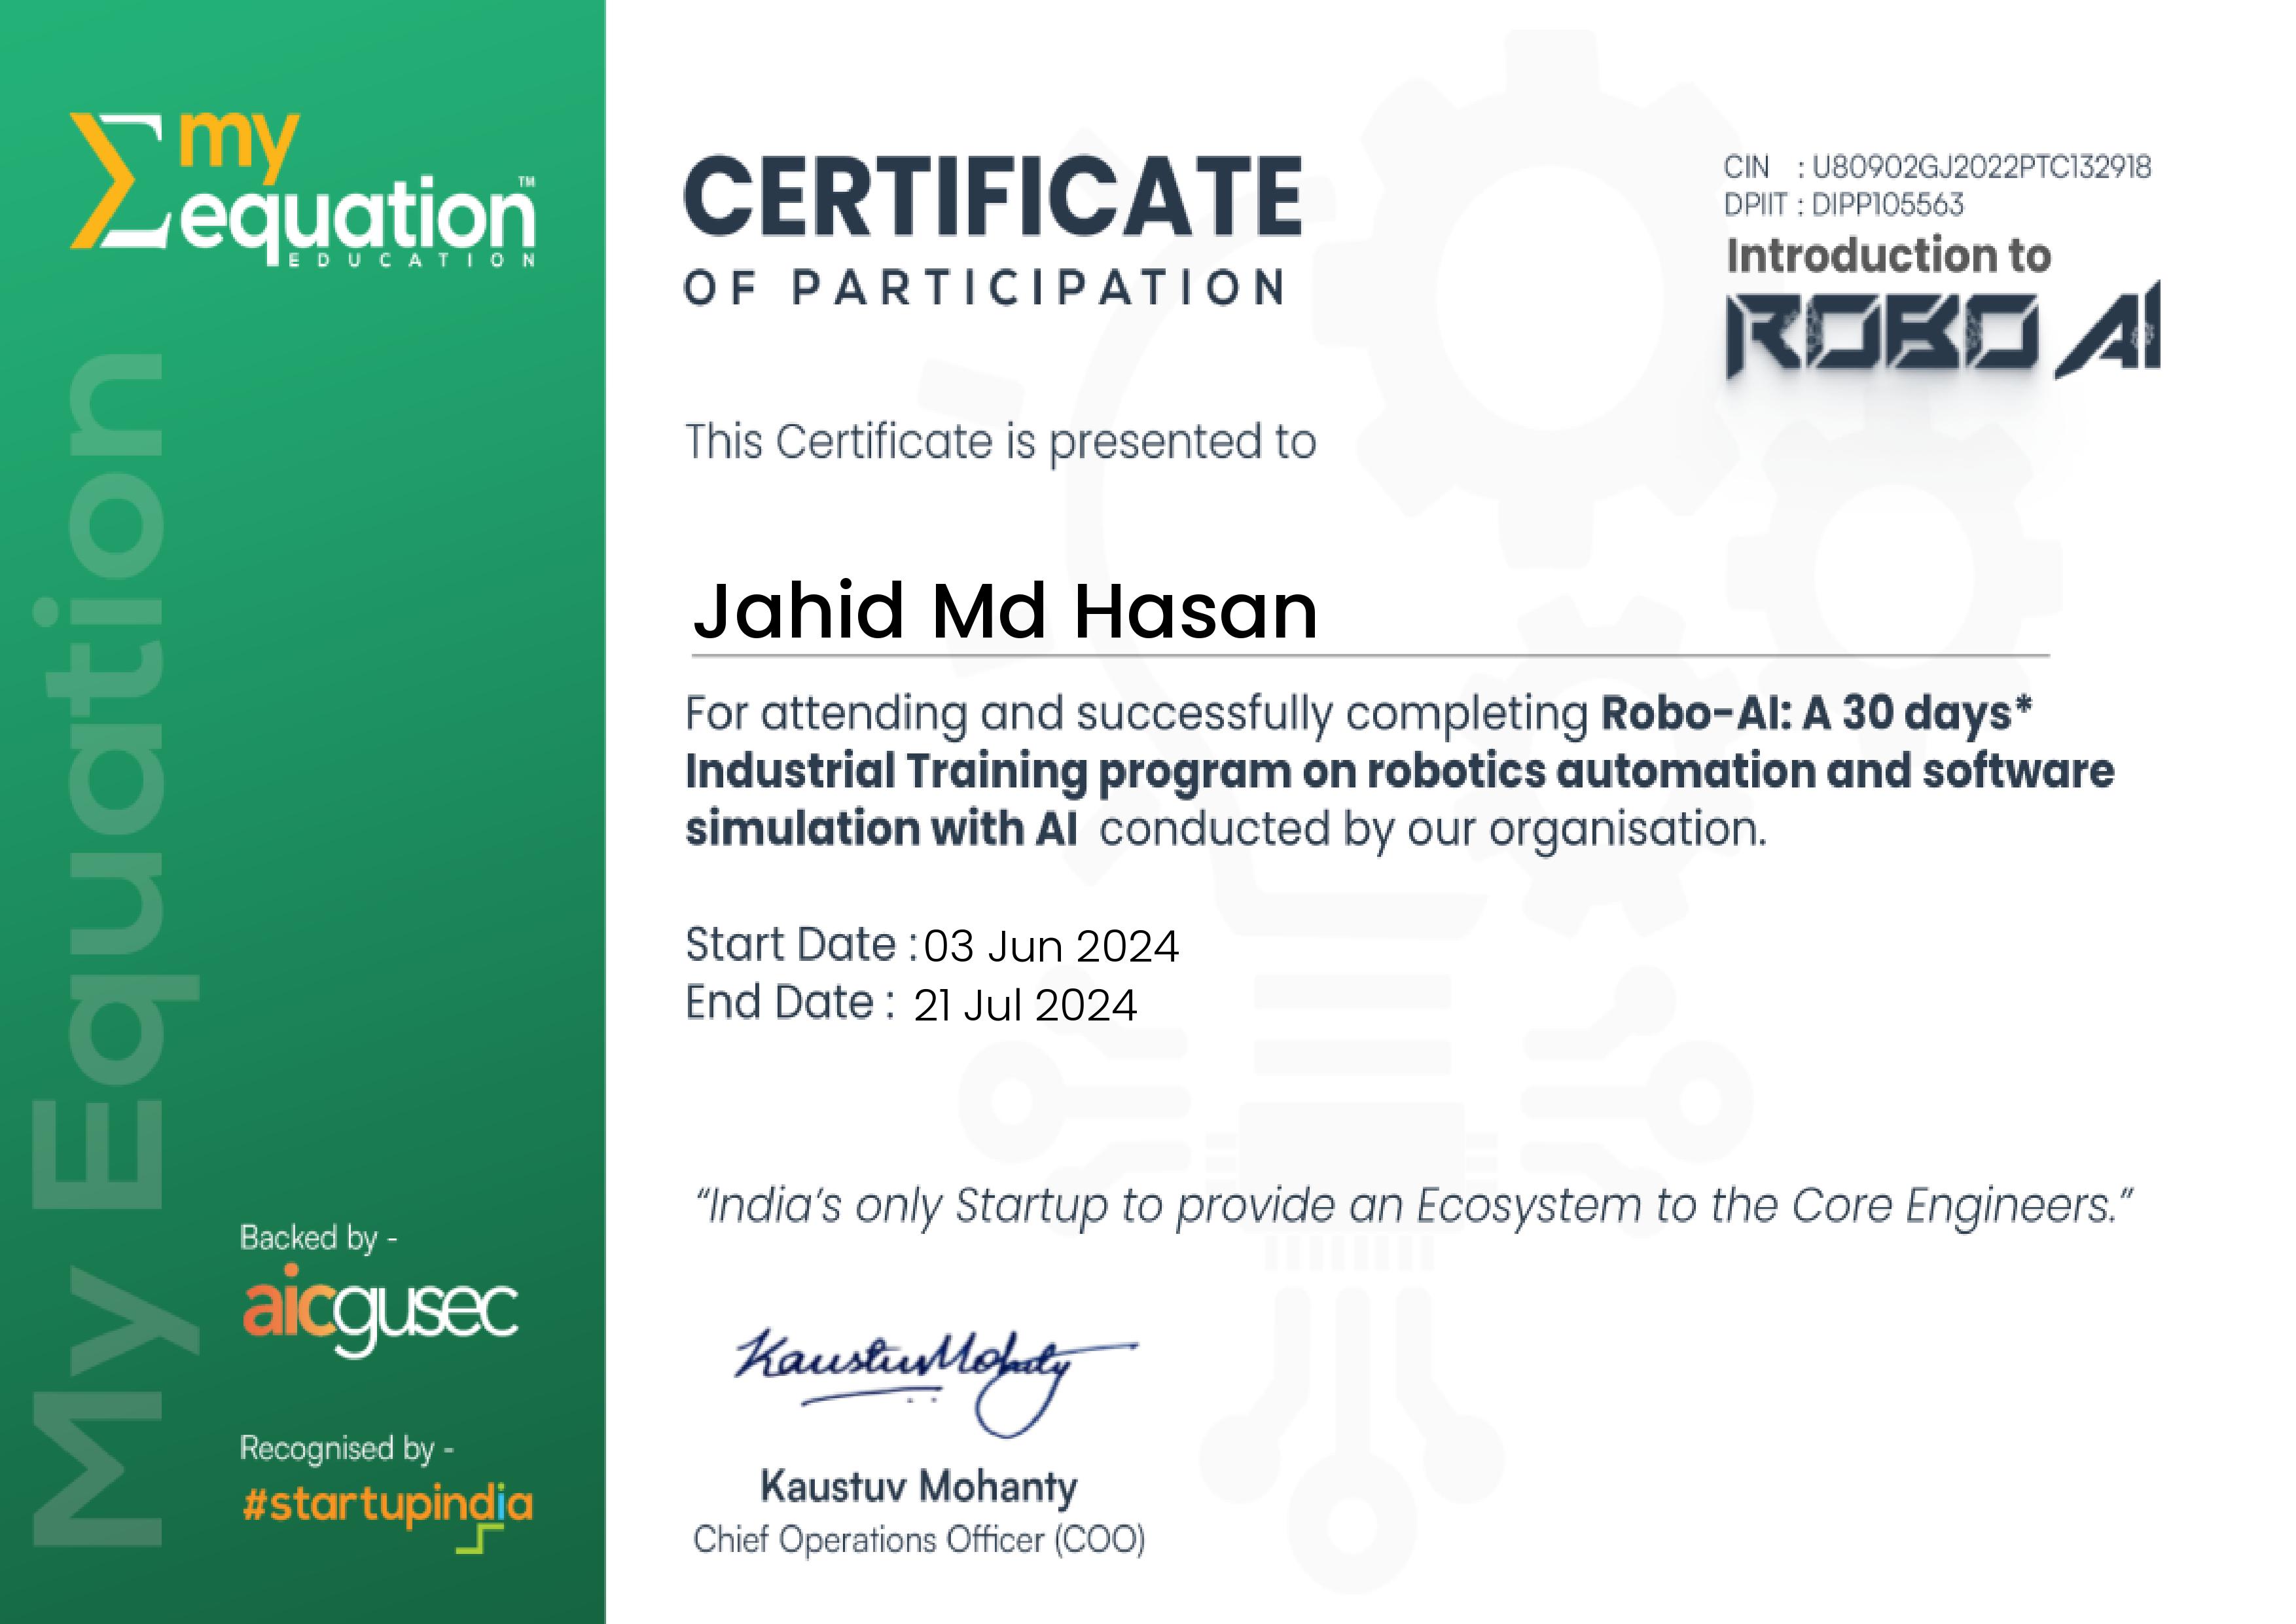 my
equation™
EDUCATION
My Equation
Backed by -
aicgusec
Recognised by -
#startupindia
CERTIFICATE
OF PARTICIPATION
CIN : U80902GJ2022PTC132918
DPIIT : DIPP105563
Introduction to
ROBO AI
This Certificate is presented to
Jahid Md Hasan
For attending and successfully completing Robo-AI: A 30 days*
Industrial Training program on robotics automation and software
simulation with AI conducted by our organisation.
Start Date : 03 Jun 2024
End Date : 21 Jul 2024
“India’s only Startup to provide an Ecosystem to the Core Engineers.”
Kaustuv Mohanty
Kaustuv Mohanty
Chief Operations Officer (COO)